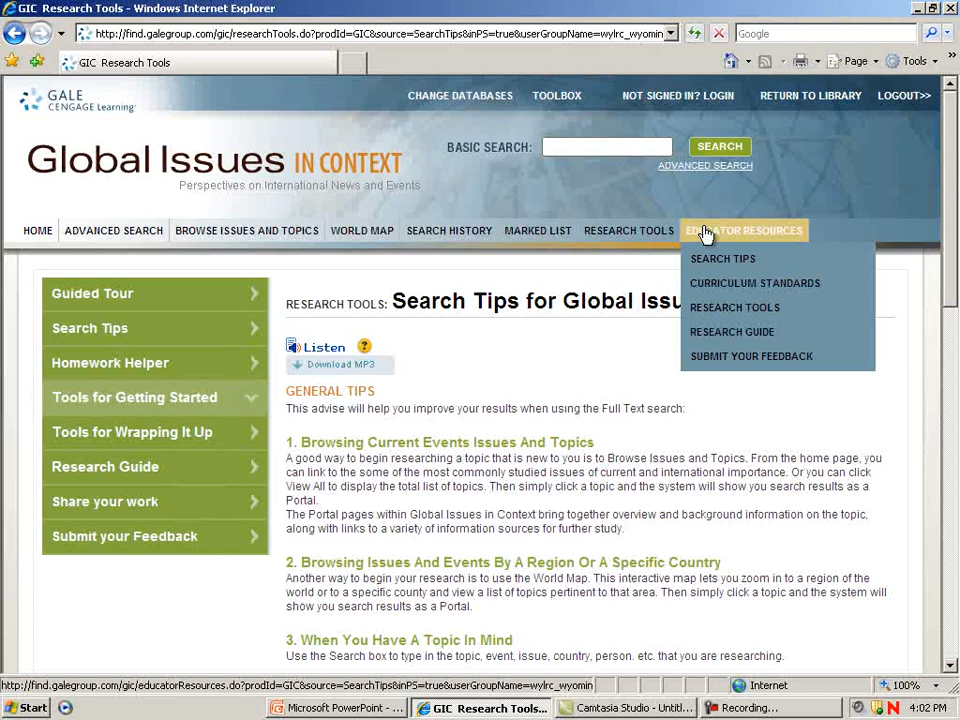 GIC Research Tools - Windows Internet Explorer
http://find.galegroup.com/gic/researchTools.do?prodId=GIC&source=SearchTips&inPS=true&userGroupName=wylrc_wyomin
Google
GIC Research Tools
Page
Tools
GALE
CENGAGE Learning
CHANGE DATABASES
TOOLBOX
NOT SIGNED IN? LOGIN
RETURN TO LIBRARY
LOGOUT>>
Global Issues IN CONTEXT
Perspectives on International News and Events
BASIC SEARCH:
SEARCH
ADVANCED SEARCH
HOME
ADVANCED SEARCH
BROWSE ISSUES AND TOPICS
WORLD MAP
SEARCH HISTORY
MARKED LIST
RESEARCH TOOLS
EDUCATOR RESOURCES
SEARCH TIPS
CURRICULUM STANDARDS
RESEARCH TOOLS
RESEARCH GUIDE
SUBMIT YOUR FEEDBACK
Guided Tour
Search Tips
Homework Helper
Tools for Getting Started
Tools for Wrapping It Up
Research Guide
Share your work
Submit your Feedback
RESEARCH TOOLS: Search Tips for Global Issu
Listen
Download MP3
GENERAL TIPS
This advise will help you improve your results when using the Full Text search:
1. Browsing Current Events Issues And Topics
A good way to begin researching a topic that is new to you is to Browse Issues and Topics. From the home page, you
can link to the some of the most commonly studied issues of current and international importance. Or you can click
View All to display the total list of topics. Then simply click a topic and the system will show you search results as a
Portal.
The Portal pages within Global Issues in Context bring together overview and background information on the topic,
along with links to a variety of information sources for further study.
2. Browsing Issues And Events By A Region Or A Specific Country
Another way to begin your research is to use the World Map. This interactive map lets you zoom in to a region of the
world or to a specific county and view a list of topics pertinent to that area. Then simply click a topic and the system will
show you search results as a Portal.
3. When You Have A Topic In Mind
Use the Search box to type in the topic, event, issue, country, person. etc. that you are researching.
http://find.galegroup.com/gic/educatorResources.do?prodId=GIC&source=SearchTips&inPS=true&userGroupName=wylrc_wyomin
Internet
100%
Start
Microsoft PowerPoint - ...
GIC Research Tools...
Camtasia Studio - Untitl...
Recording...
4:02 PM